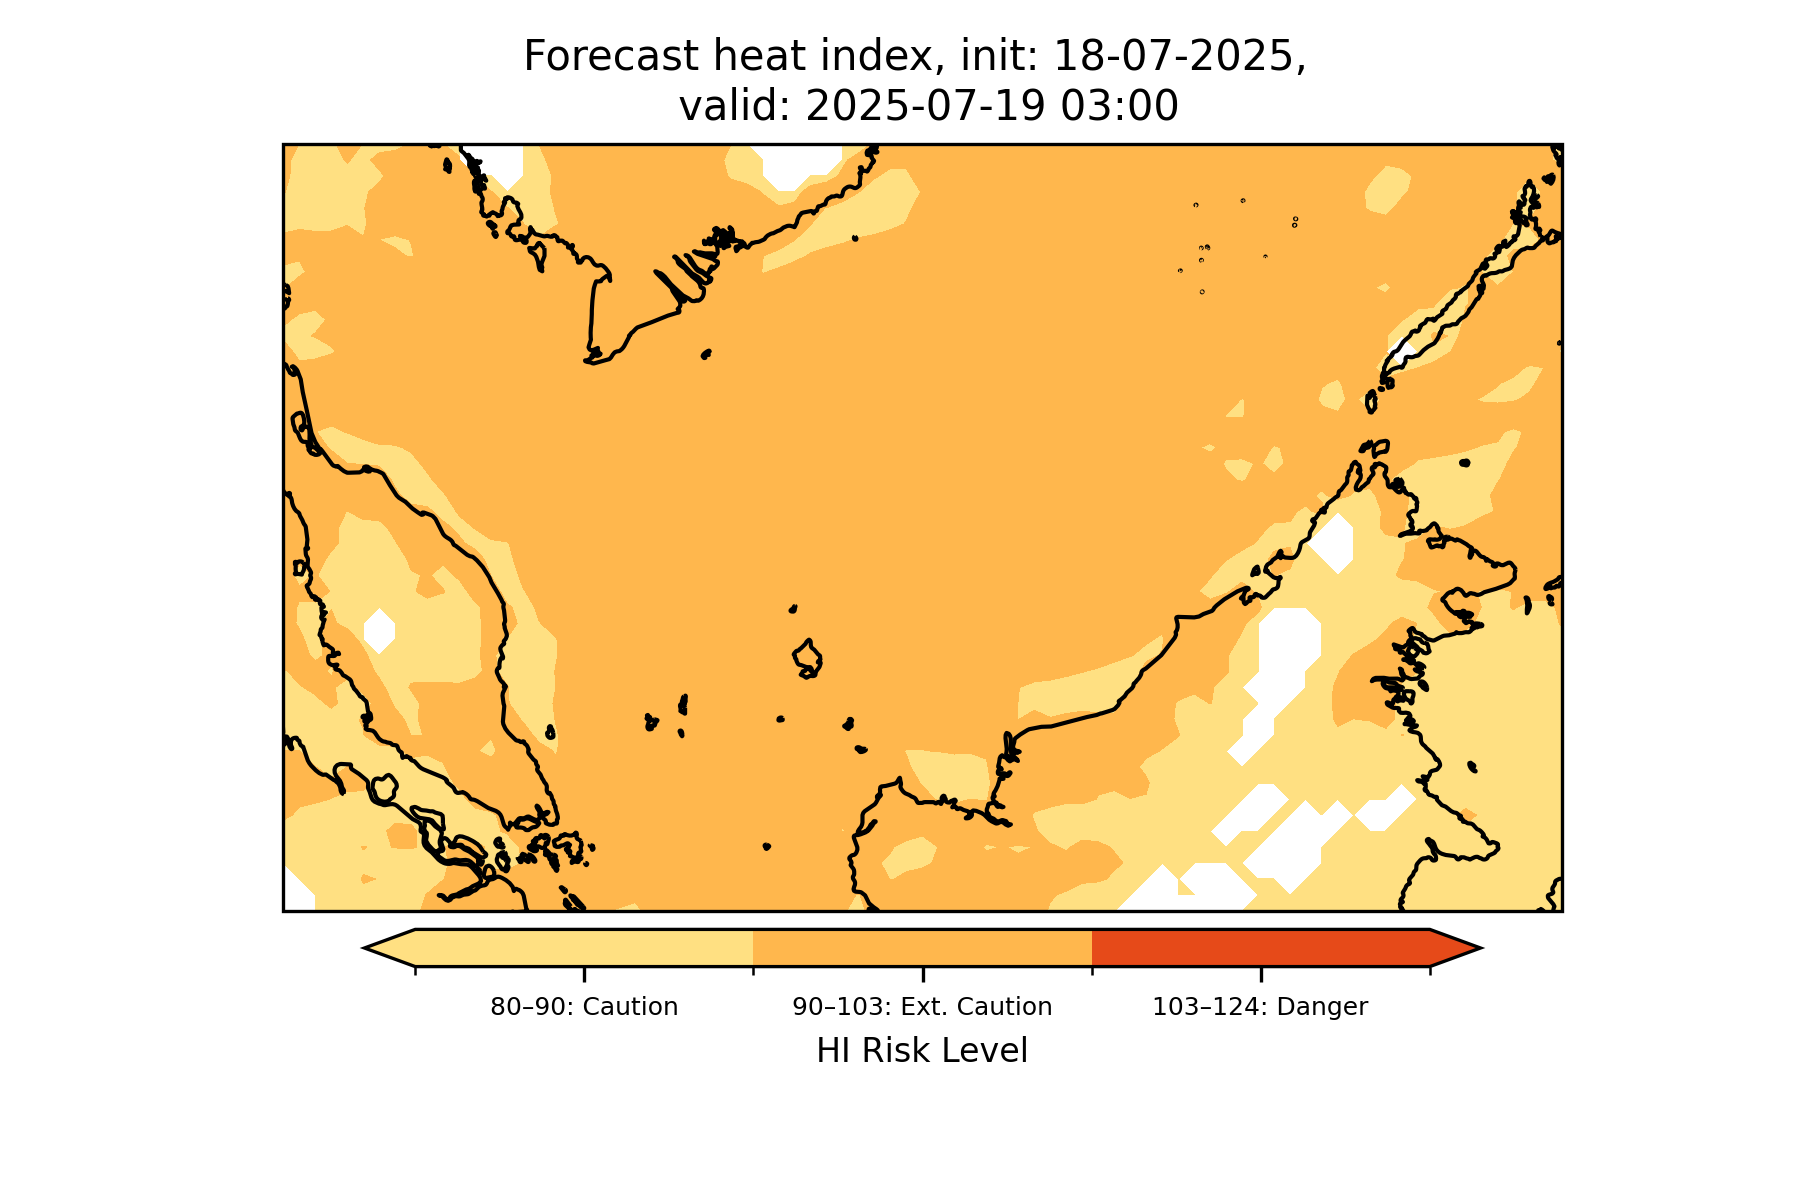 Forecast heat index, init: 18-07-2025,
valid: 2025-07-19 03:00
80–90: Caution
90–103: Ext. Caution
103–124: Danger
HI Risk Level